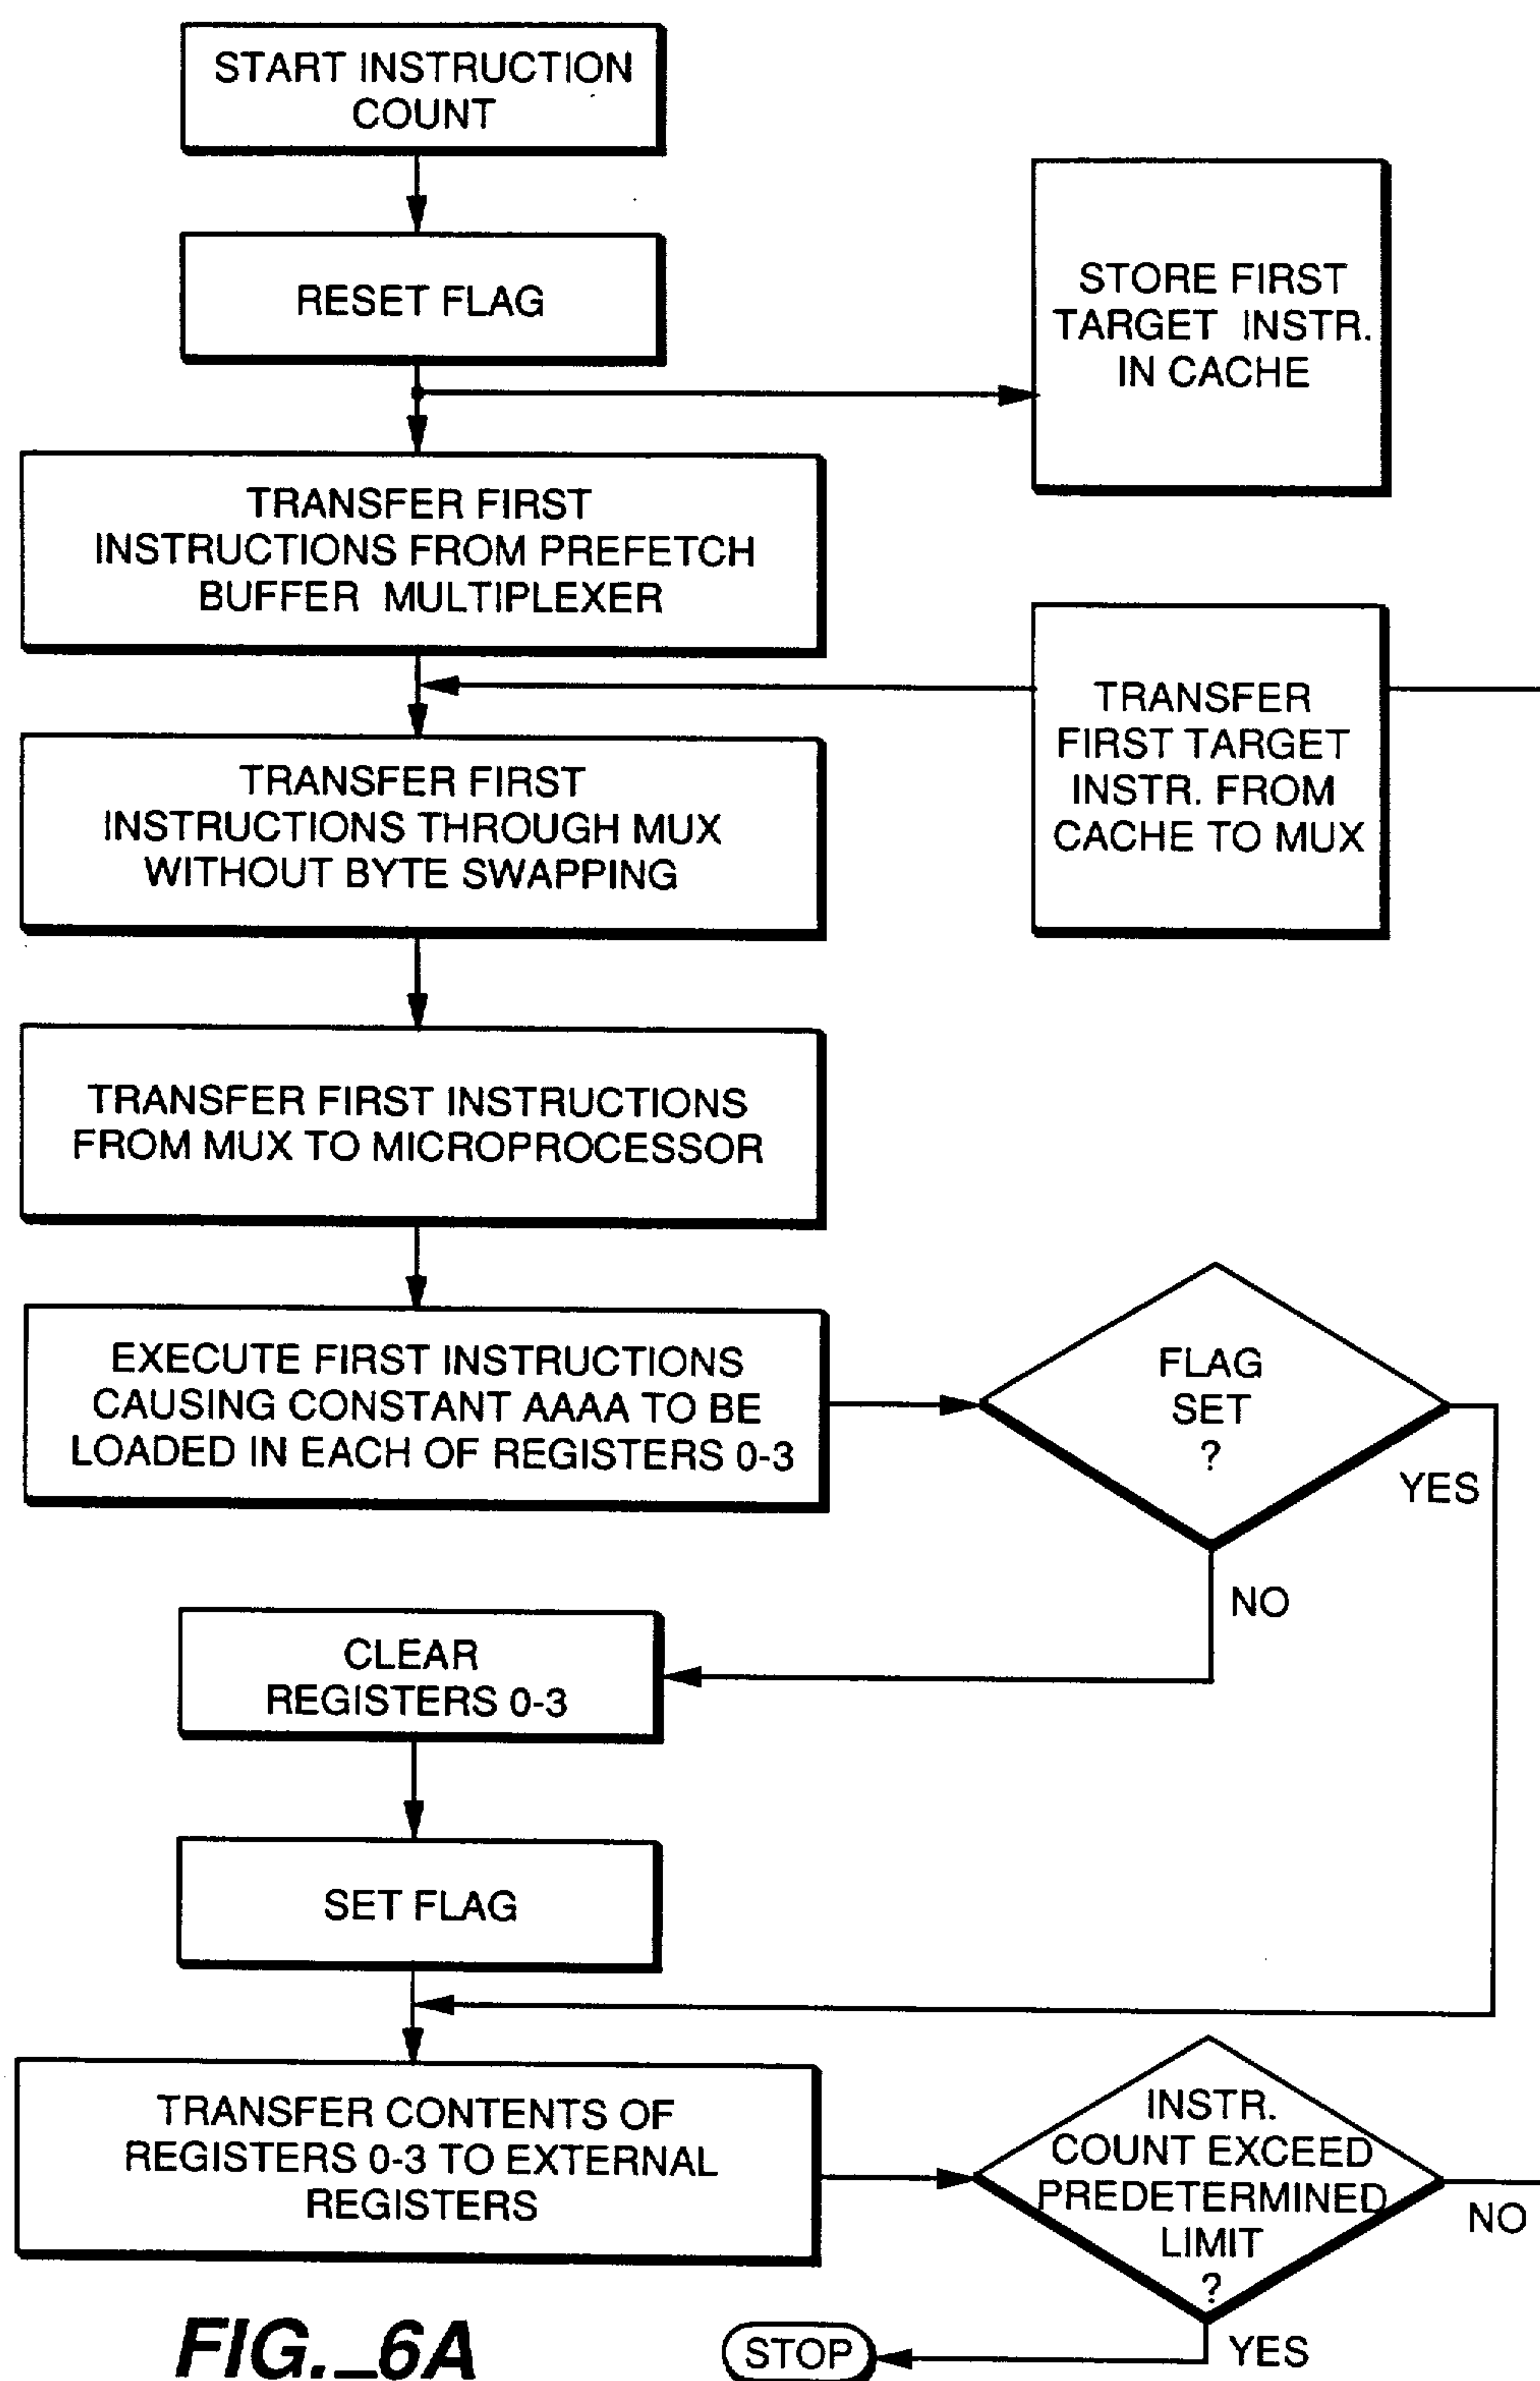 START INSTRUCTION
COUNT
RESET FLAG
STORE FIRST
TARGET INSTR.
IN CACHE
TRANSFER FIRST
INSTRUCTIONS FROM PREFETCH
BUFFER MULTIPLEXER
TRANSFER
FIRST TARGET
INSTR. FROM
CACHE TO MUX
TRANSFER FIRST
INSTRUCTIONS THROUGH MUX
WITHOUT BYTE SWAPPING
TRANSFER FIRST INSTRUCTIONS
FROM MUX TO MICROPROCESSOR
EXECUTE FIRST INSTRUCTIONS
CAUSING CONSTANT AAAA TO BE
LOADED IN EACH OF REGISTERS 0-3
FLAG
SET
?
YES
NO
CLEAR
REGISTERS 0-3
SET FLAG
TRANSFER CONTENTS OF
REGISTERS 0-3 TO EXTERNAL
REGISTERS
INSTR.
COUNT EXCEED
PREDETERMINED
LIMIT
?
NO
YES
STOP
FIG._6A